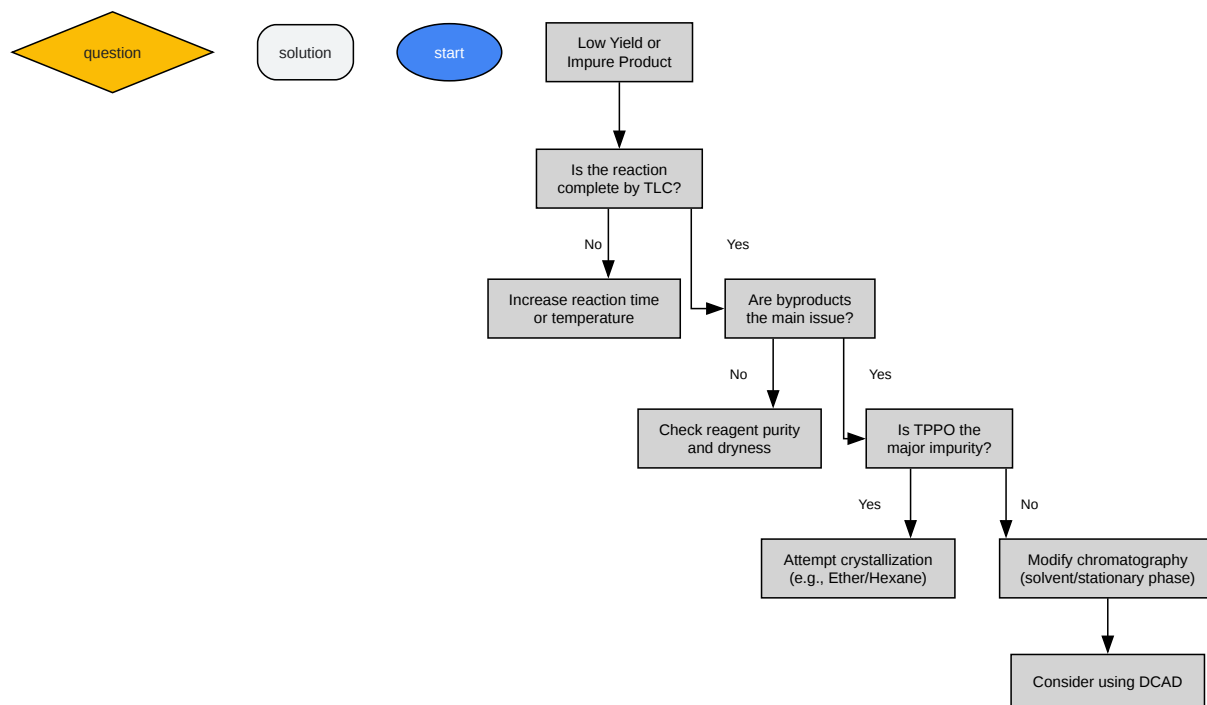 question
solution
start
Low Yield or
Impure Product
Is the reaction
complete by TLC?
No
Yes
Increase reaction time
or temperature
Are byproducts
the main issue?
No
Yes
Check reagent purity
and dryness
Is TPPO the
major impurity?
Yes
No
Attempt crystallization
(e.g., Ether/Hexane)
Modify chromatography
(solvent/stationary phase)
Consider using DCAD